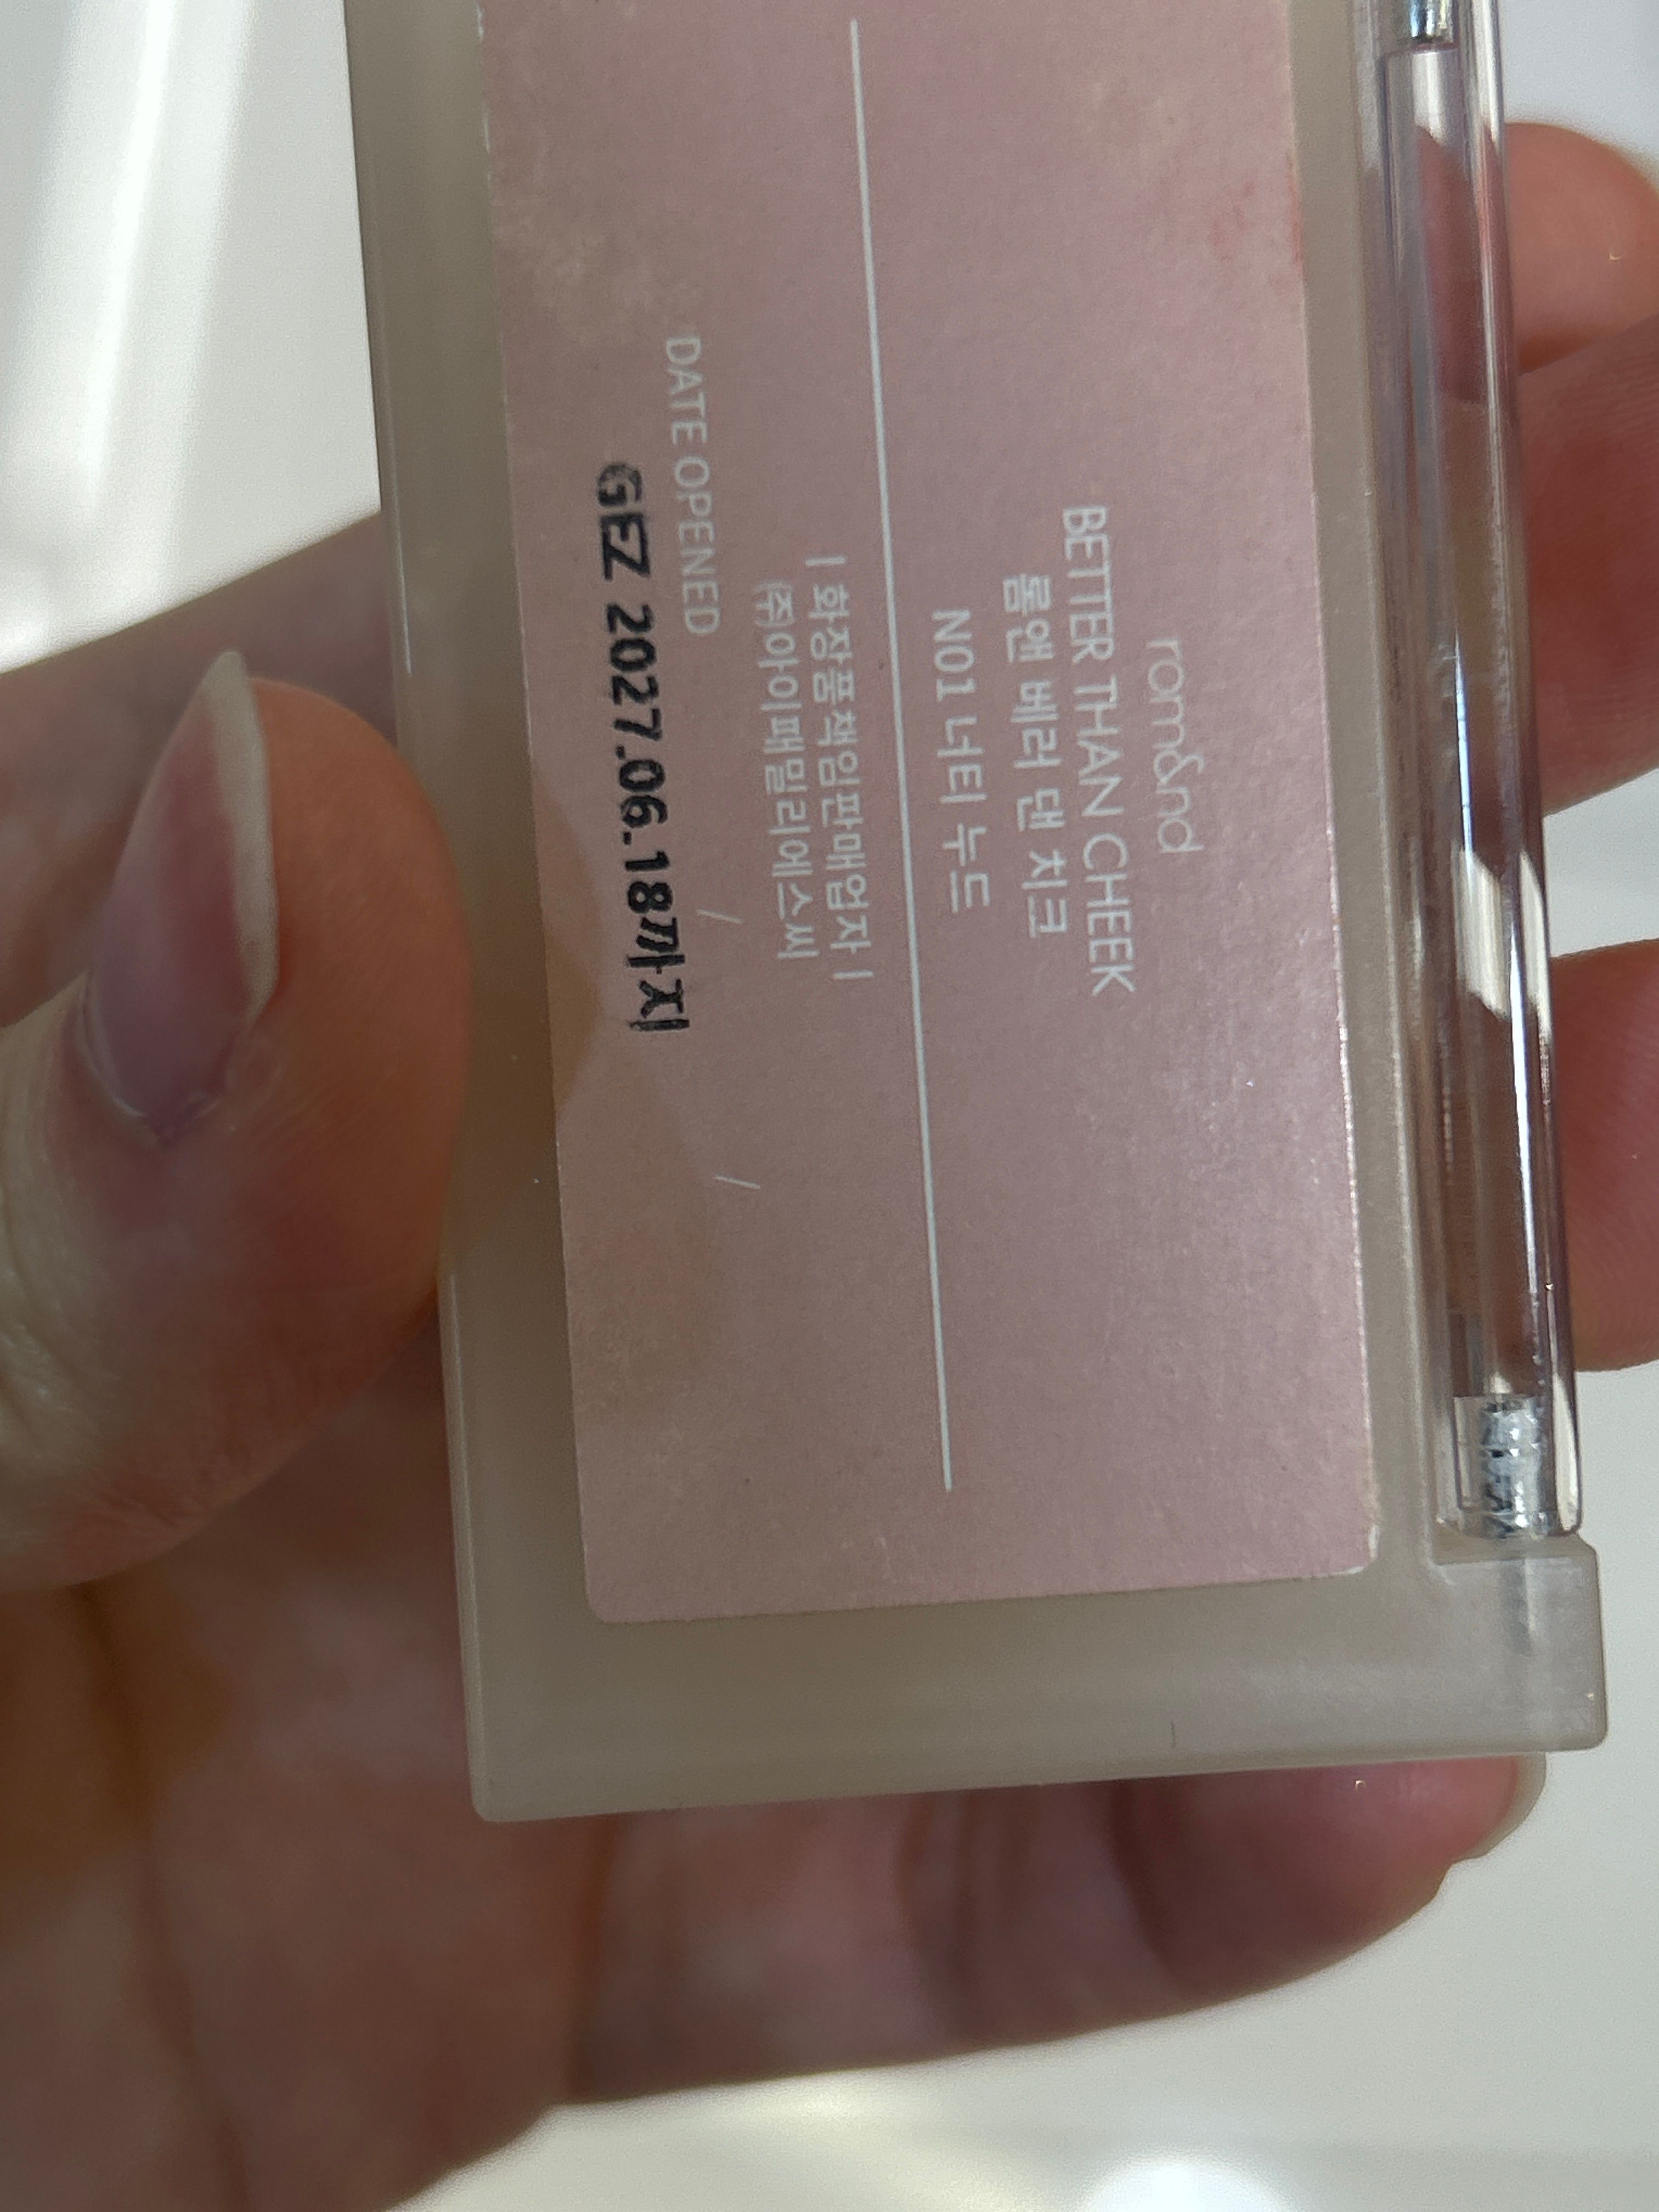 rom&nd
BETTER THAN CHEEK
롬앤 베러 댄 치크
N01 너티 누드
| 화장품책임판매업자 |
㈜아이패밀리에스씨
DATE OPENED / /
GEZ 2027.06.18까지